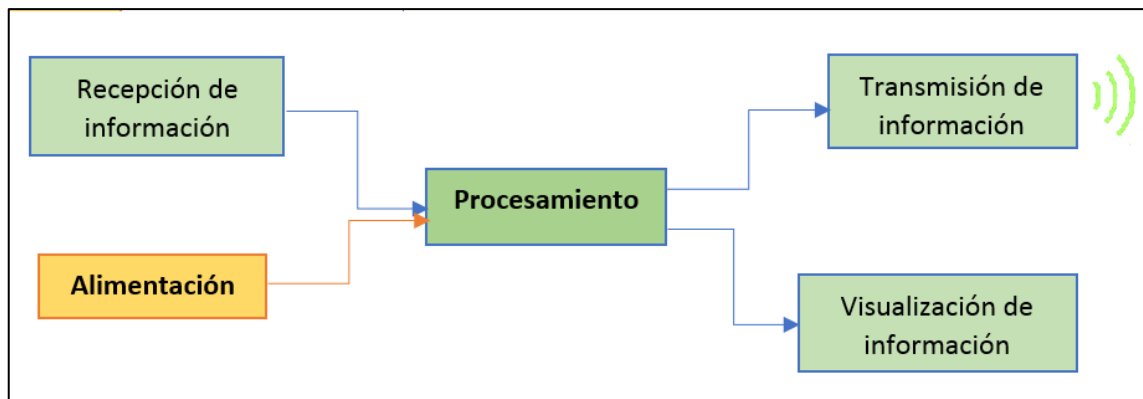 Recepción de
información
Transmisión de
información
Procesamiento
Alimentación
Visualización de
información